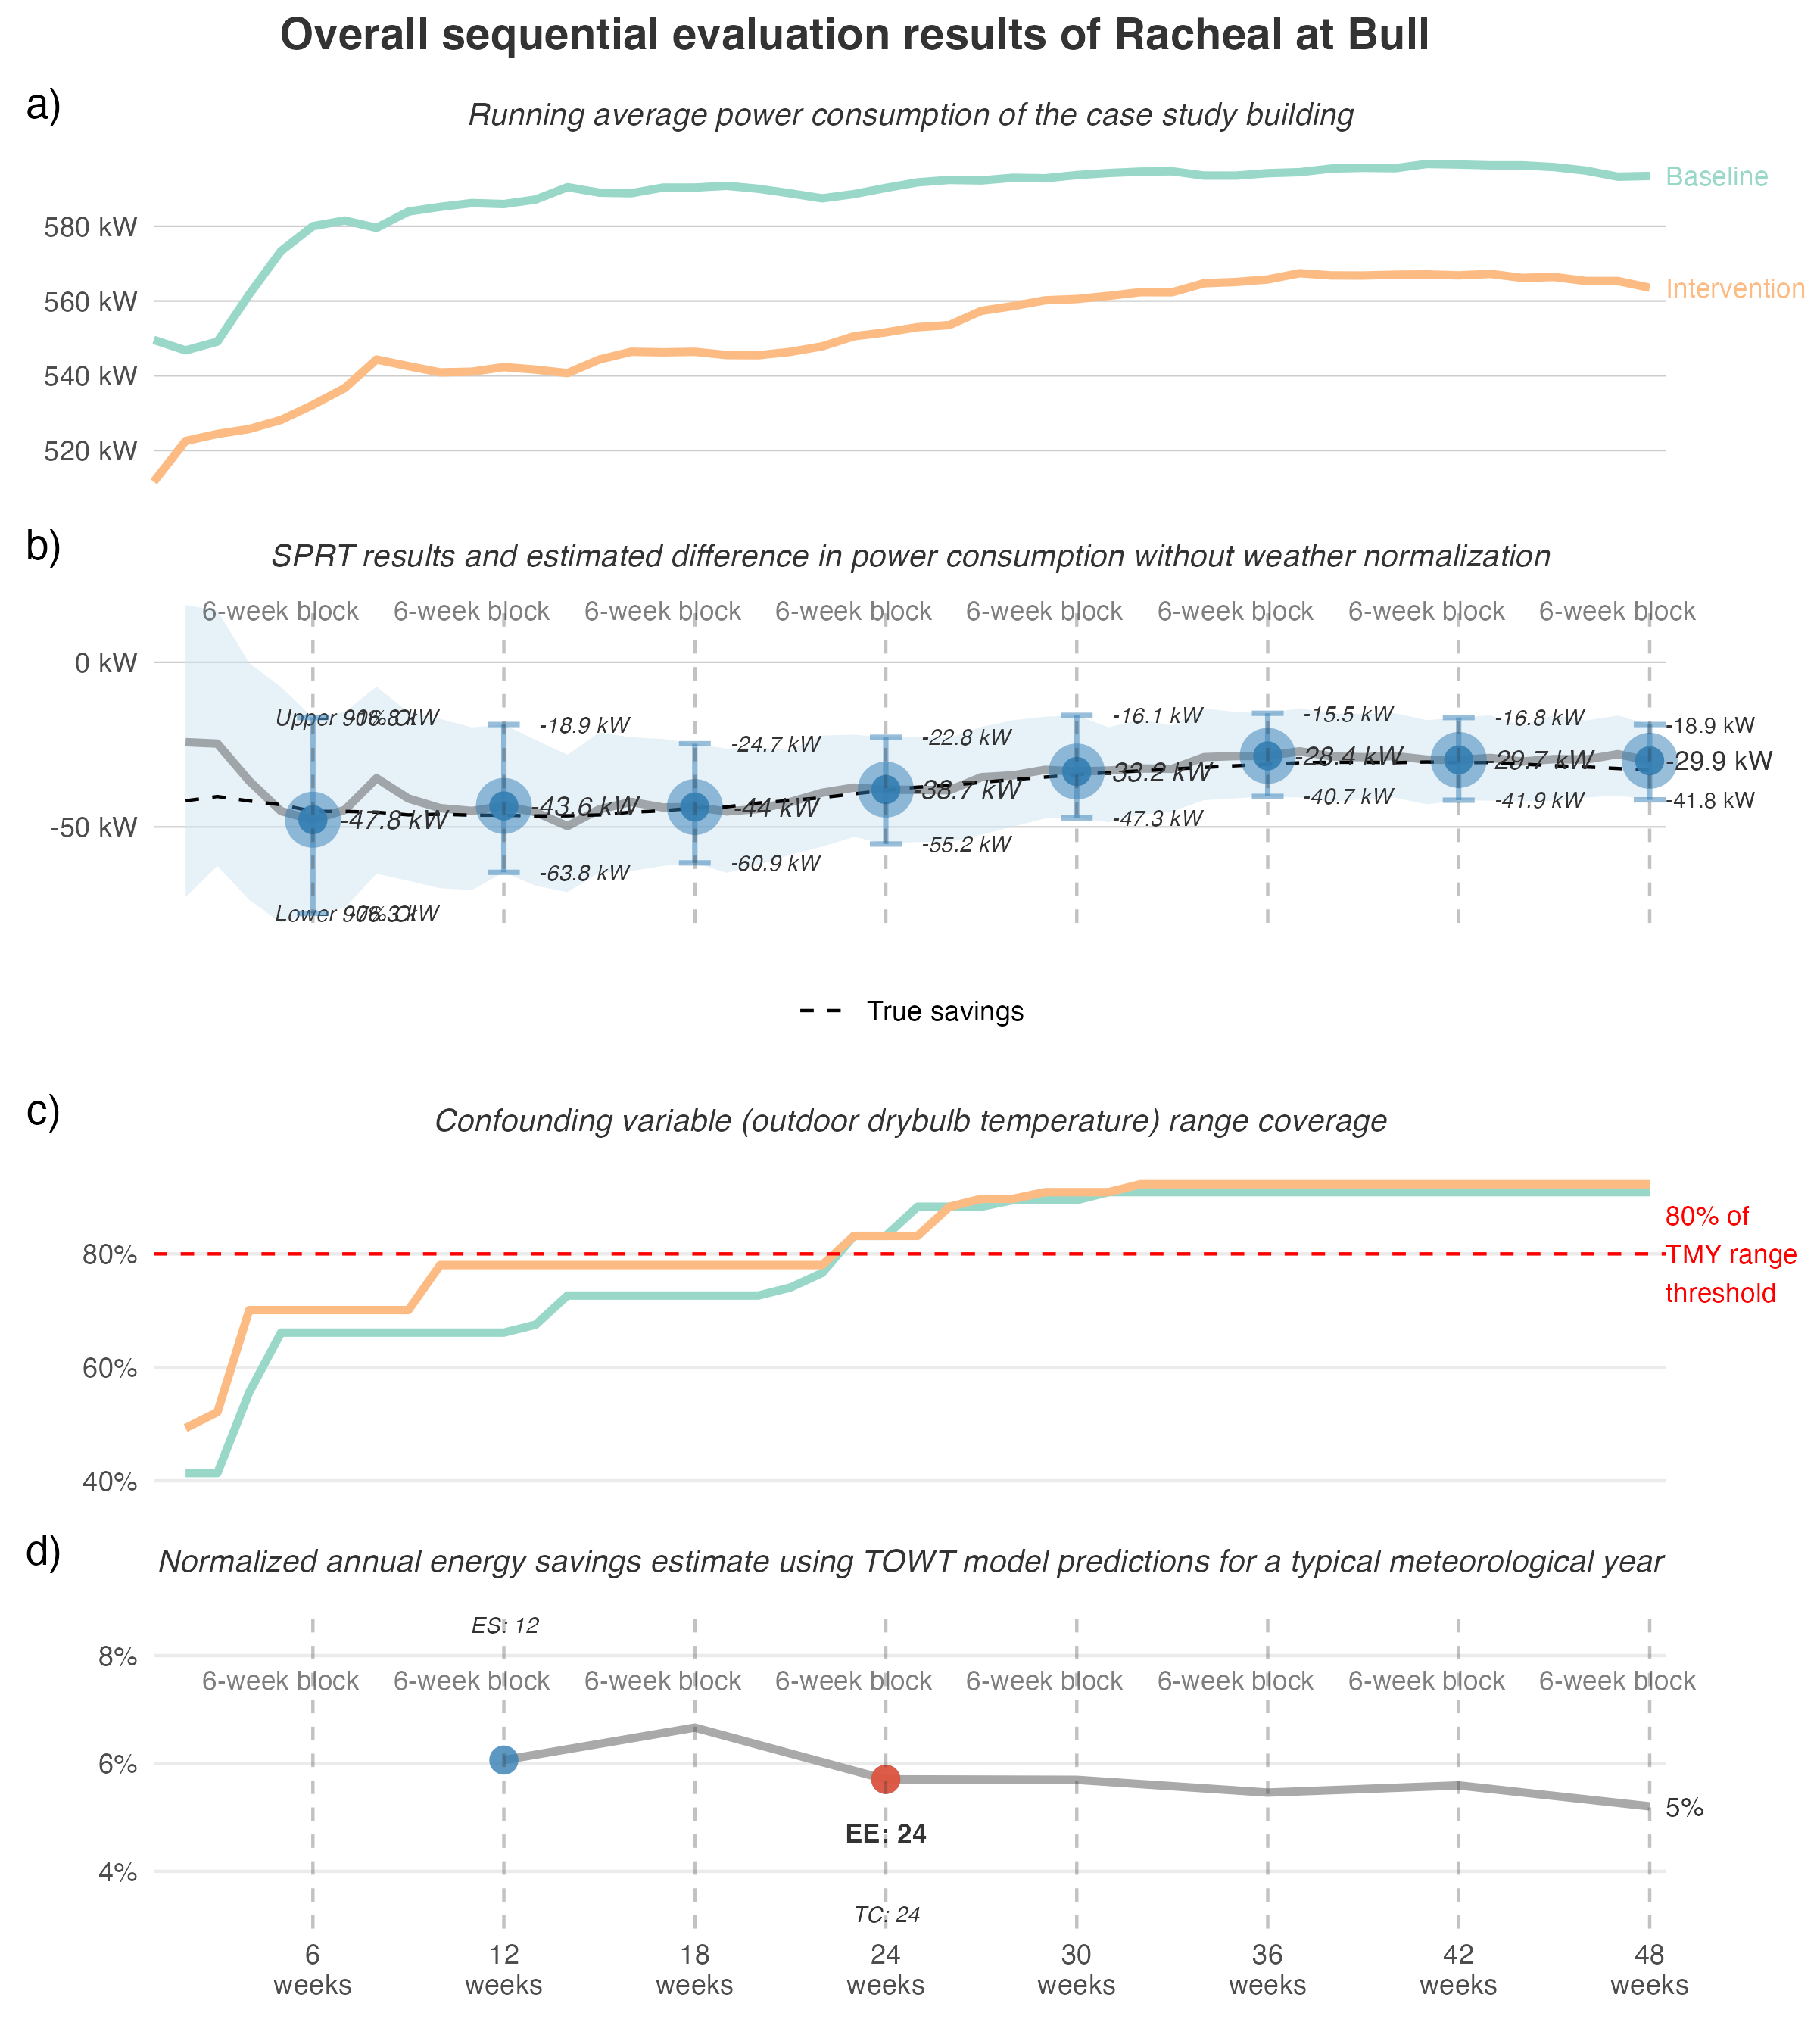 Overall sequential evaluation results of Racheal at Bull
a)
Running average power consumption of the case study building
Baseline
580 kW
Intervention
560 kW
540 kW
520 kW
b)
SPRT results and estimated difference in power consumption without weather normalization
6-week block 6-week block 6-week block 6-week block 6-week block 6-week block 6-week block 6-week block
0 kW
Upper 90% CI -16.8 kW -18.9 kW -24.7 kW -22.8 kW -16.1 kW -15.5 kW -16.8 kW -18.9 kW
-47.8 kW -43.6 kW -44 kW -38.7 kW -33.2 kW -28.4 kW -29.7 kW -29.9 kW
-50 kW
Lower 90% CI -63.8 kW -60.9 kW -55.2 kW -47.3 kW -40.7 kW -41.9 kW -41.8 kW
True savings
c)
Confounding variable (outdoor drybulb temperature) range coverage
80% of
TMY range
threshold
80%
60%
40%
d)
Normalized annual energy savings estimate using TOWT model predictions for a typical meteorological year
ES: 12
8%
6-week block 6-week block 6-week block 6-week block 6-week block 6-week block 6-week block 6-week block
6%
5%
EE: 24
4%
TC: 24
6 12 18 24 30 36 42 48
weeks weeks weeks weeks weeks weeks weeks weeks